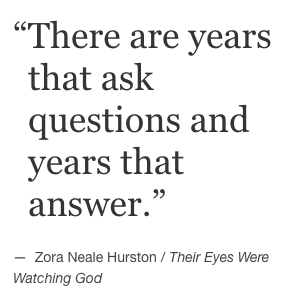 “There are years
that ask
questions and
years that
answer.”
— Zora Neale Hurston / Their Eyes Were
Watching God